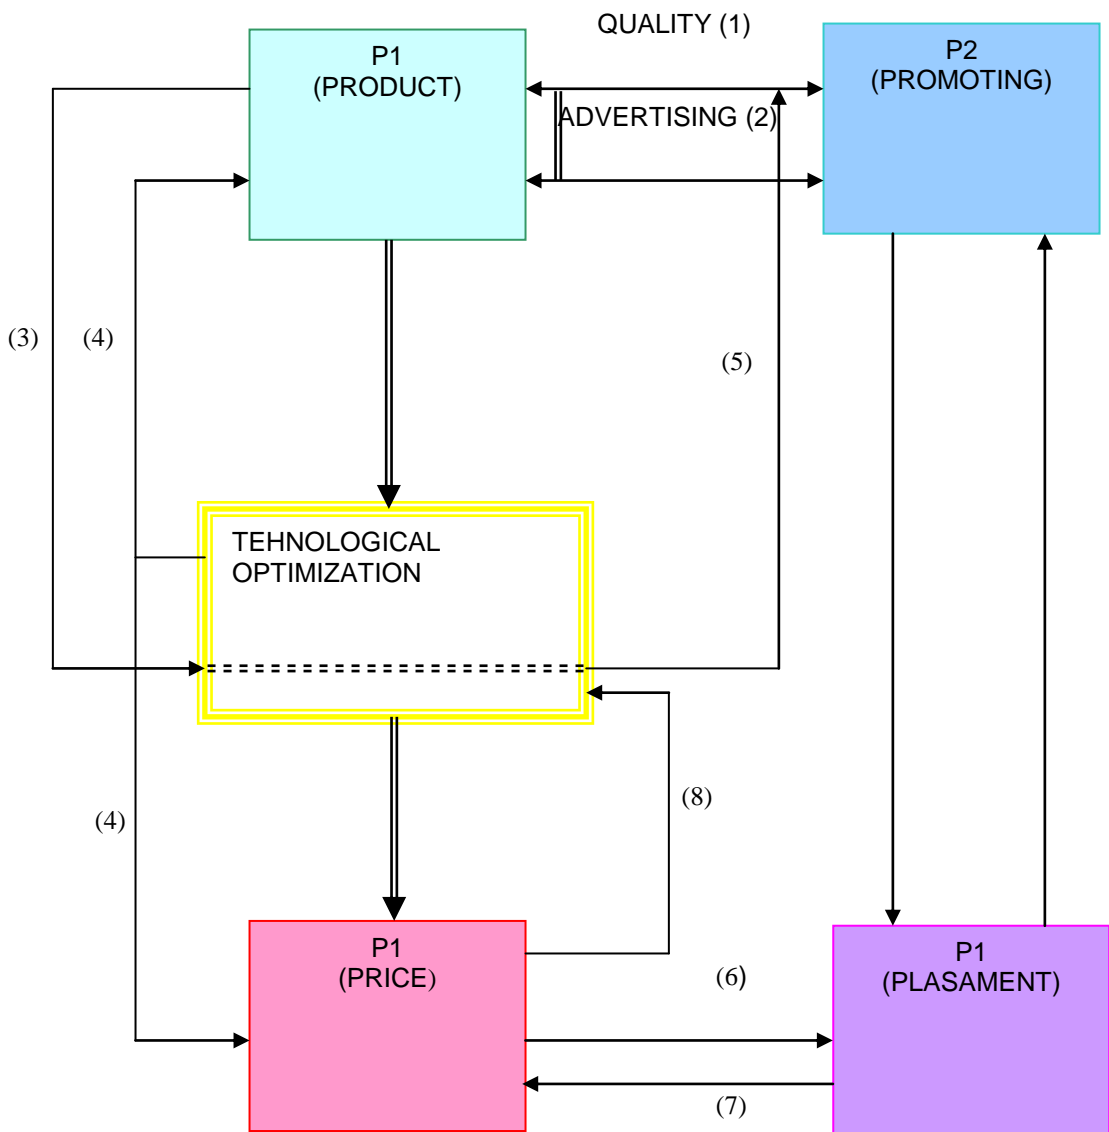 QUALITY (1)
P1
(PRODUCT)
P2
(PROMOTING)
ADVERTISING (2)
(3)
(4)
(5)
TEHNOLOGICAL
OPTIMIZATION
(8)
(4)
P1
(PRICE)
(6)
P1
(PLASAMENT)
(7)